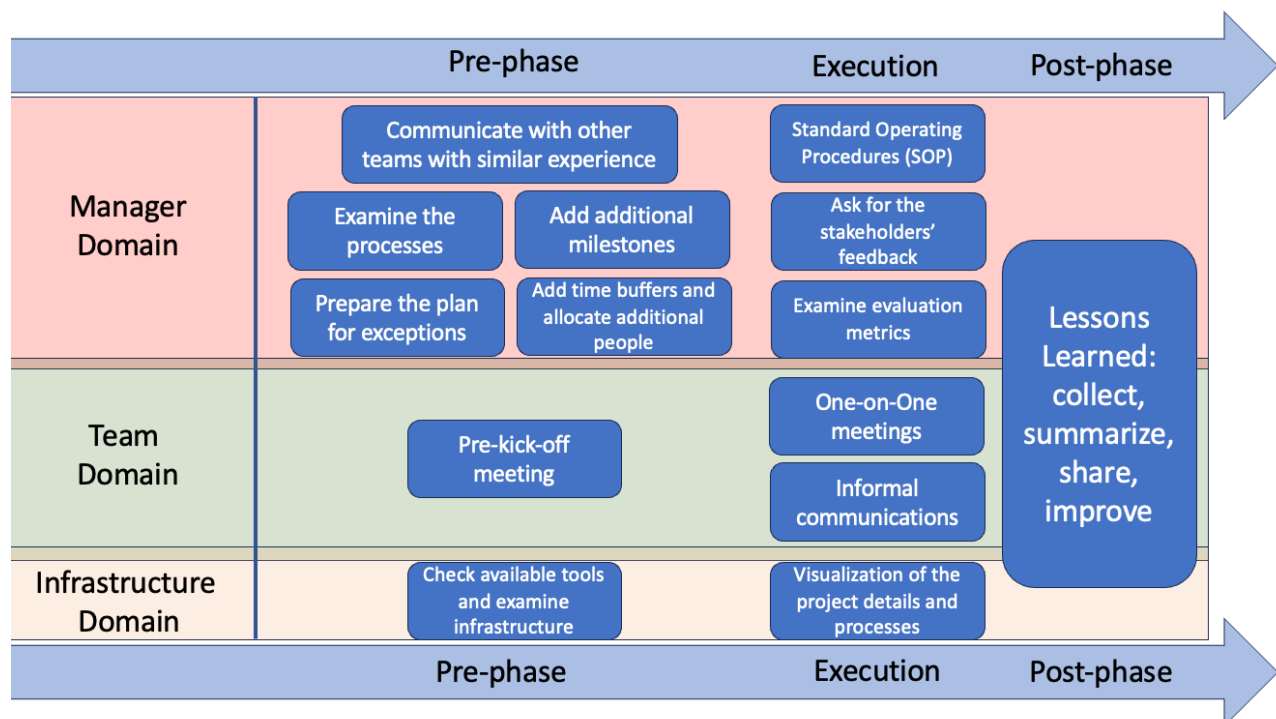 Pre-phase
Execution
Post-phase
Manager
Domain
Communicate with other
teams with similar experience
Examine the
processes
Add additional
milestones
Prepare the plan
for exceptions
Add time buffers and
allocate additional
people
Standard Operating
Procedures (SOP)
Ask for the
stakeholders’
feedback
Examine evaluation
metrics
Team
Domain
Pre-kick-off
meeting
One-on-One
meetings
Informal
communications
Lessons
Learned:
collect,
summarize,
share,
improve
Infrastructure
Domain
Check available tools
and examine
infrastructure
Visualization of the
project details and
processes
Pre-phase
Execution
Post-phase